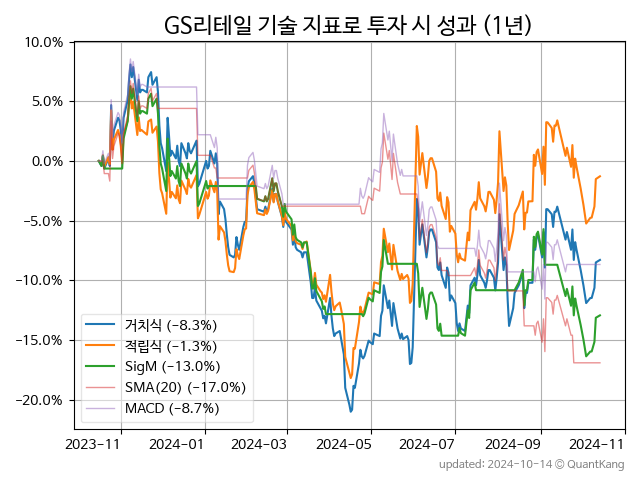 GS리테일 기술 지표로 투자 시 성과 (1년)
10.0%
5.0%
0.0%
−5.0%
−10.0%
−15.0%
−20.0%
거치식 (−8.3%)
적립식 (−1.3%)
SigM (−13.0%)
SMA(20) (−17.0%)
MACD (−8.7%)
2023−11 2024−01 2024−03 2024−05 2024−07 2024−09 2024−11
updated: 2024-10-14 © QuantKang